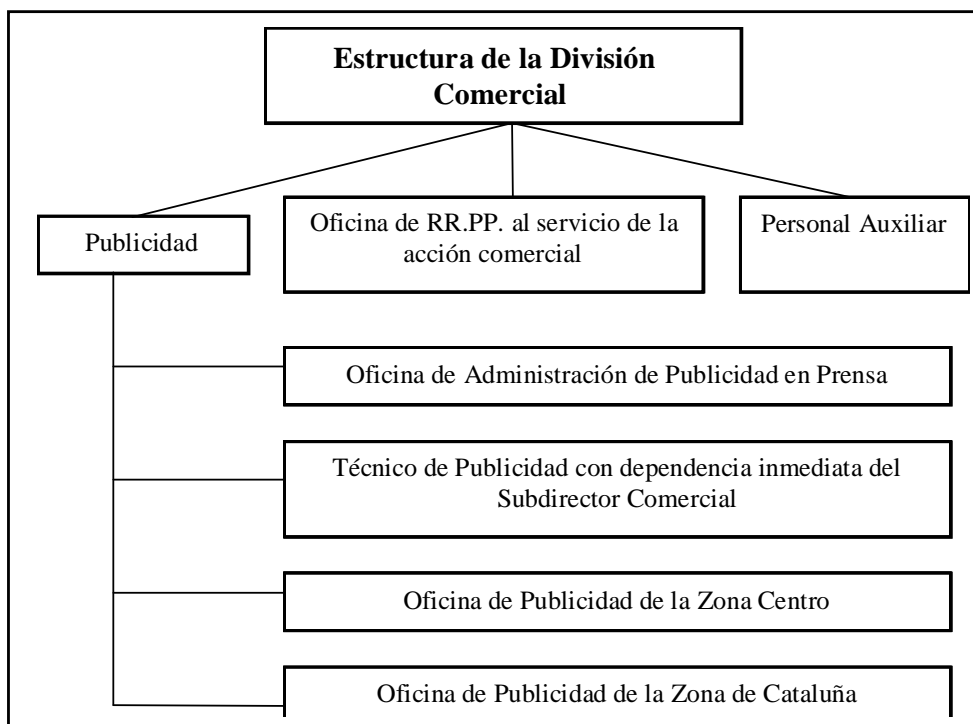 Estructura de la División
Comercial
Publicidad
Oficina de RR.PP. al servicio de la
acción comercial
Personal Auxiliar
Oficina de Administración de Publicidad en Prensa
Técnico de Publicidad con dependencia inmediata del
Subdirector Comercial
Oficina de Publicidad de la Zona Centro
Oficina de Publicidad de la Zona de Cataluña